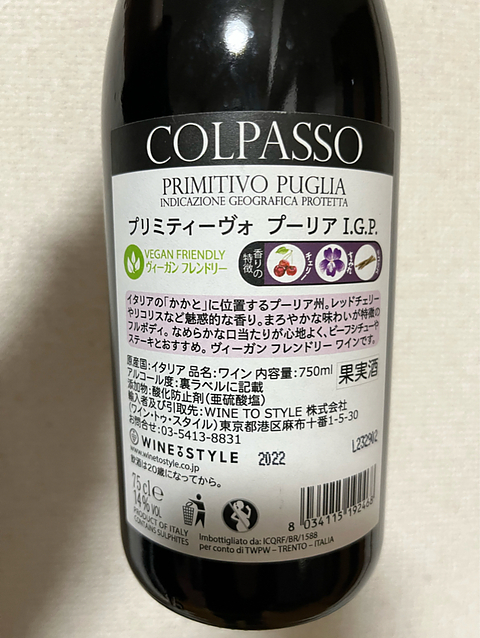 COLPASSO
PRIMITIVO PUGLIA
INDICAZIONE GEOGRAFICA PROTETTA
プリミティーヴォ プーリア I.G.P.
VEGAN FRIENDLY
ヴィーガン フレンドリー
香りの特徴
チェリー
すみれ
イタリアの「かかと」に位置するプーリア州。レッドチェリー
やリコリスなど魅惑的な香り。まろやかな味わいが特徴の
フルボディ。なめらかな口当たりが心地よく、ビーフシチューや
ステーキとおすすめ。ヴィーガン フレンドリー ワインです。
原産国:イタリア 品名:ワイン 内容量:750ml
果実酒
アルコール度:裏ラベルに記載
添加物:酸化防止剤(亜硫酸塩)
輸入者及び引取先:WINE TO STYLE 株式会社
(ワイン・トゥ・スタイル) 東京都港区麻布十番1-5-30
お問合せ:03-5413-8831
WINE TO STYLE
2022
L232902
www.winetostyle.co.jp
飲酒は20歳になってから。
75 cl e
14% VOL
PRODUCT OF ITALY
CONTAINS SULPHITES
8 034115 192468
Imbottigliato da: ICQRF/BR/1588
per conto di TWPW – TRENTO – ITALIA